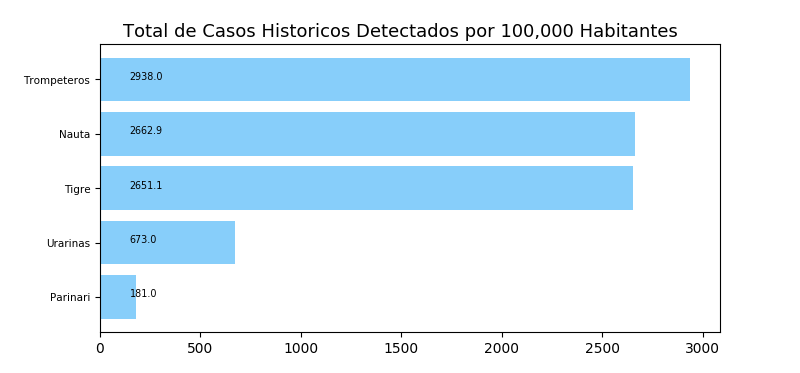 Total de Casos Historicos Detectados por 100,000 Habitantes
Trompeteros 2938.0
Nauta 2662.9
Tigre 2651.1
Urarinas 673.0
Parinari 181.0
0 500 1000 1500 2000 2500 3000